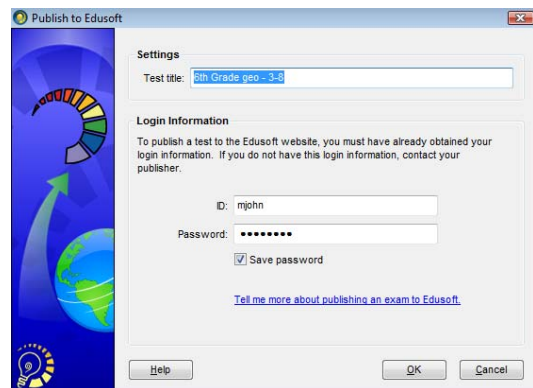 Publish to Edusoft
Settings
Test title: 6th Grade geo - 3-8
Login Information
To publish a test to the Edusoft website, you must have already obtained your
login information. If you do not have this login information, contact your
publisher.
ID: mjohn
Password: ••••••••
Save password
Tell me more about publishing an exam to Edusoft.
Help OK Cancel